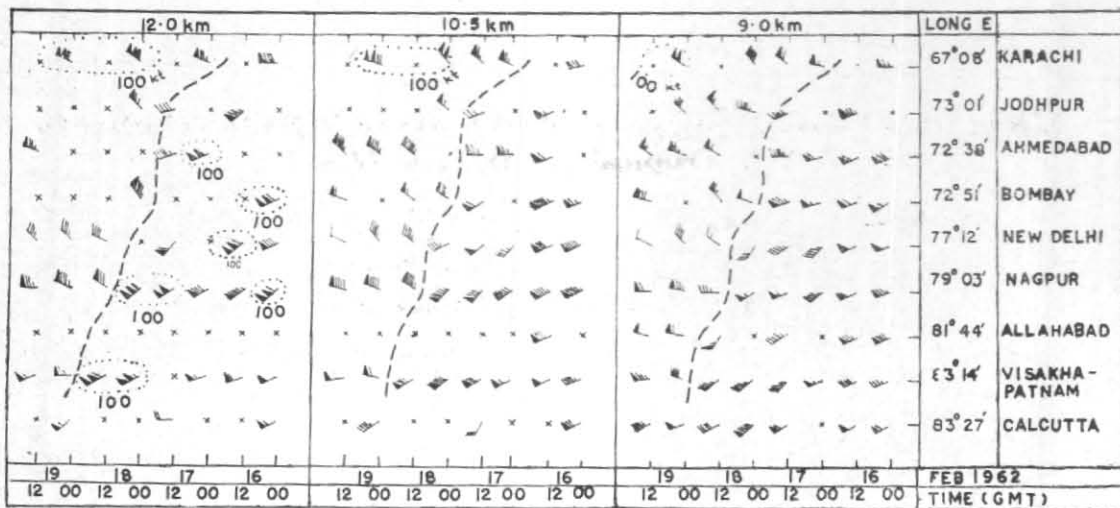 12.0 km 10.5 km 9.0 km LONG E
100 kt 100 kt 100 kt 67°08' KARACHI
73°01' JODHPUR
100 72°38' AHMEDABAD
100 72°51' BOMBAY
100 77°12' NEW DELHI
100 100 79°03' NAGPUR
81°44' ALLAHABAD
100 83°14' VISAKHA-
PATNAM
83°27' CALCUTTA
19 18 17 16 19 18 17 16 19 18 17 16 FEB 1962
12 00 12 00 12 00 12 00 12 00 12 00 12 00 12 00 12 00 12 00 12 00 12 00 TIME (GMT)